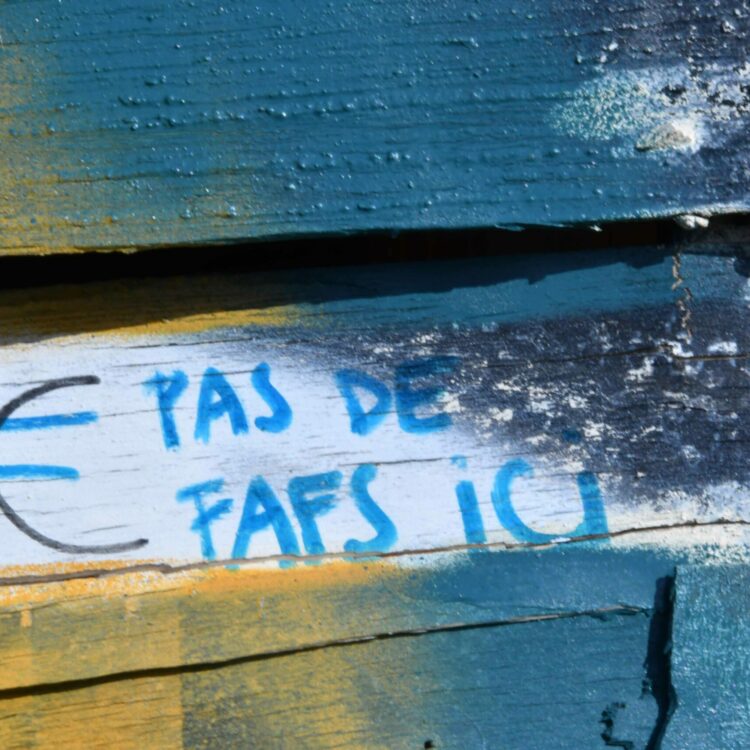 € PAS DE
FAFS iCi